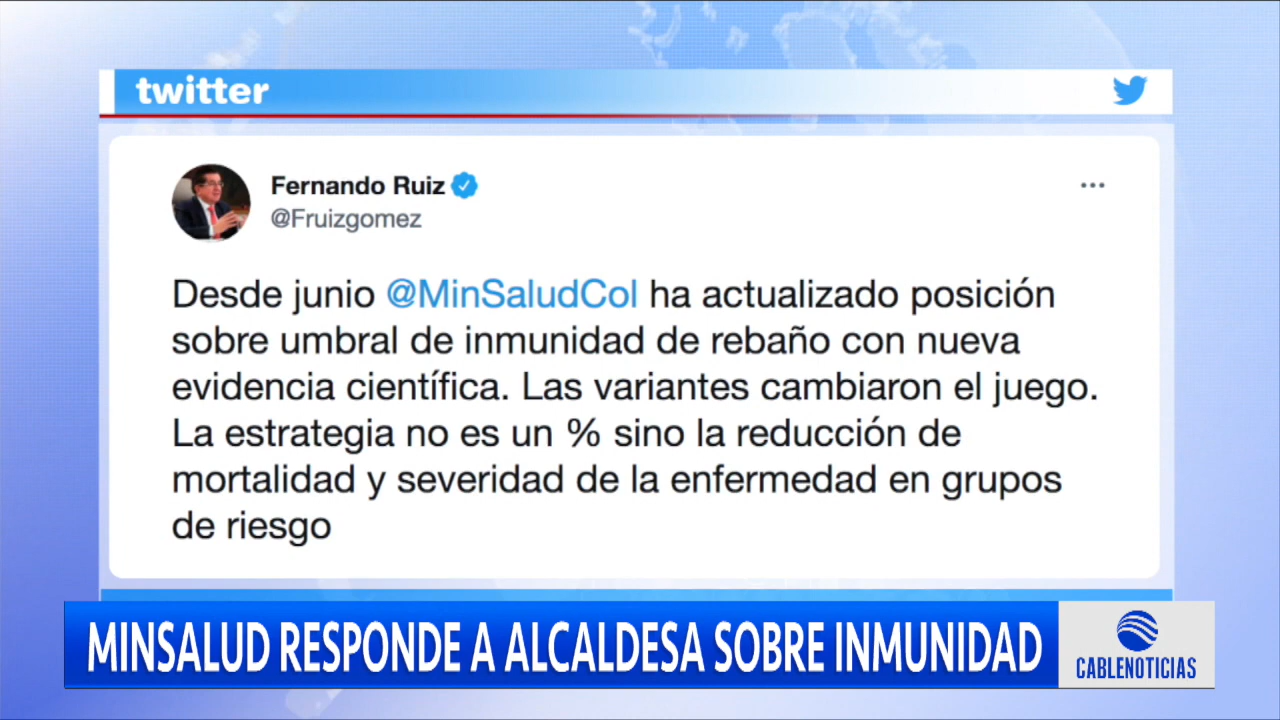 twitter
Fernando Ruiz
@Fruizgomez
Desde junio @MinSaludCol ha actualizado posición
sobre umbral de inmunidad de rebaño con nueva
evidencia científica. Las variantes cambiaron el juego.
La estrategia no es un % sino la reducción de
mortalidad y severidad de la enfermedad en grupos
de riesgo
MINSALUD RESPONDE A ALCALDESA SOBRE INMUNIDAD
CABLENOTICIAS